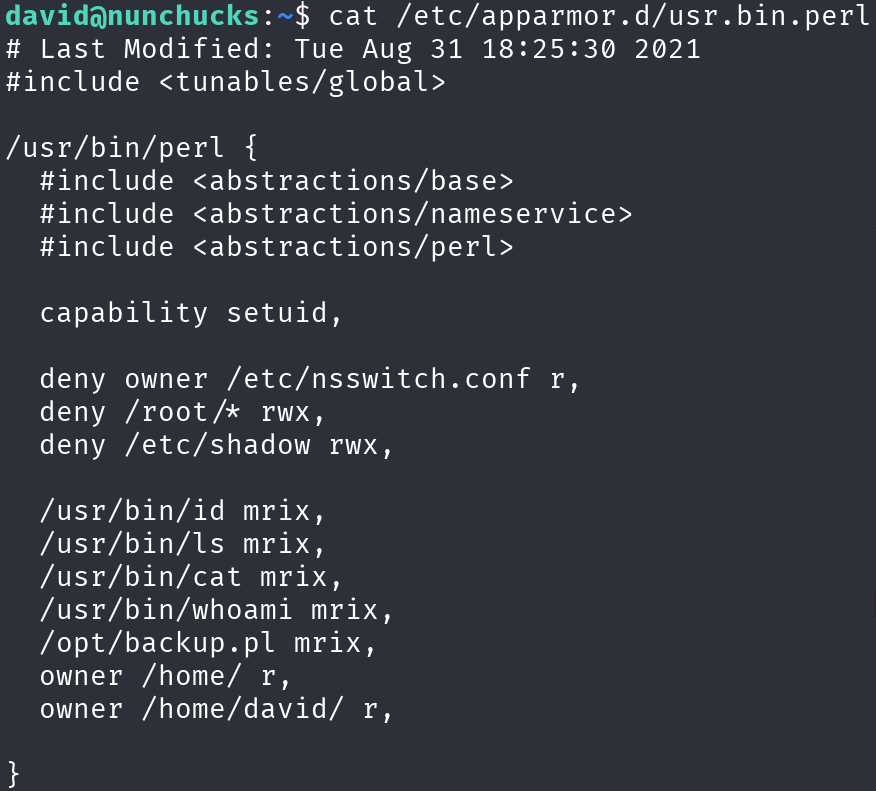 david@nunchucks:~$ cat /etc/apparmor.d/usr.bin.perl
# Last Modified: Tue Aug 31 18:25:30 2021
#include <tunables/global>

/usr/bin/perl {
  #include <abstractions/base>
  #include <abstractions/nameservice>
  #include <abstractions/perl>

  capability setuid,

  deny owner /etc/nsswitch.conf r,
  deny /root/* rwx,
  deny /etc/shadow rwx,

  /usr/bin/id mrix,
  /usr/bin/ls mrix,
  /usr/bin/cat mrix,
  /usr/bin/whoami mrix,
  /opt/backup.pl mrix,
  owner /home/ r,
  owner /home/david/ r,

}